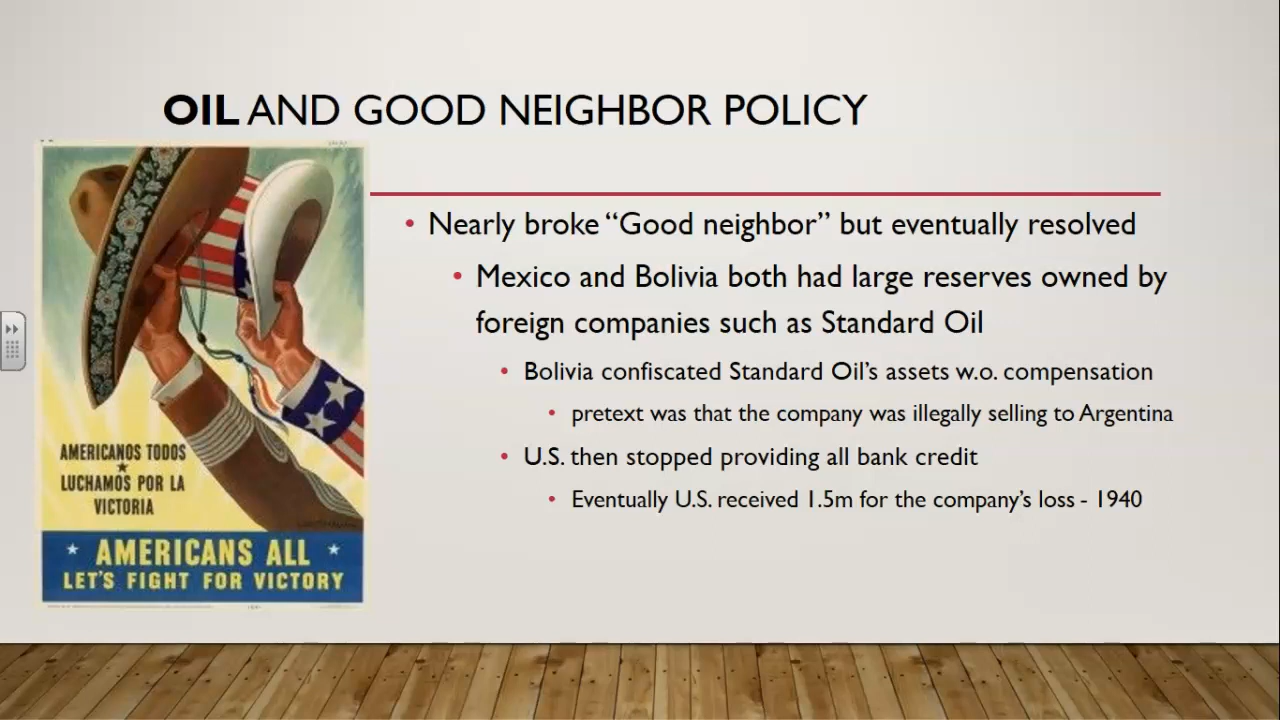 OIL AND GOOD NEIGHBOR POLICY
• Nearly broke “Good neighbor” but eventually resolved
• Mexico and Bolivia both had large reserves owned by
foreign companies such as Standard Oil
• Bolivia confiscated Standard Oil’s assets w.o. compensation
• pretext was that the company was illegally selling to Argentina
• U.S. then stopped providing all bank credit
• Eventually U.S. received 1.5m for the company’s loss - 1940
AMERICANOS TODOS
LUCHAMOS POR LA
VICTORIA
AMERICANS ALL
LET'S FIGHT FOR VICTORY